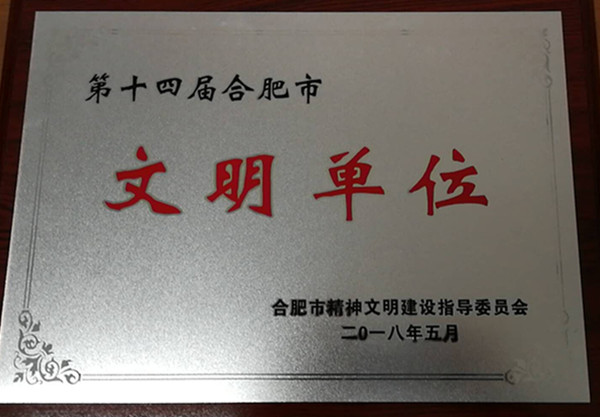 第十四届合肥市
文明单位
合肥市精神文明建设指导委员会
二0一八年五月